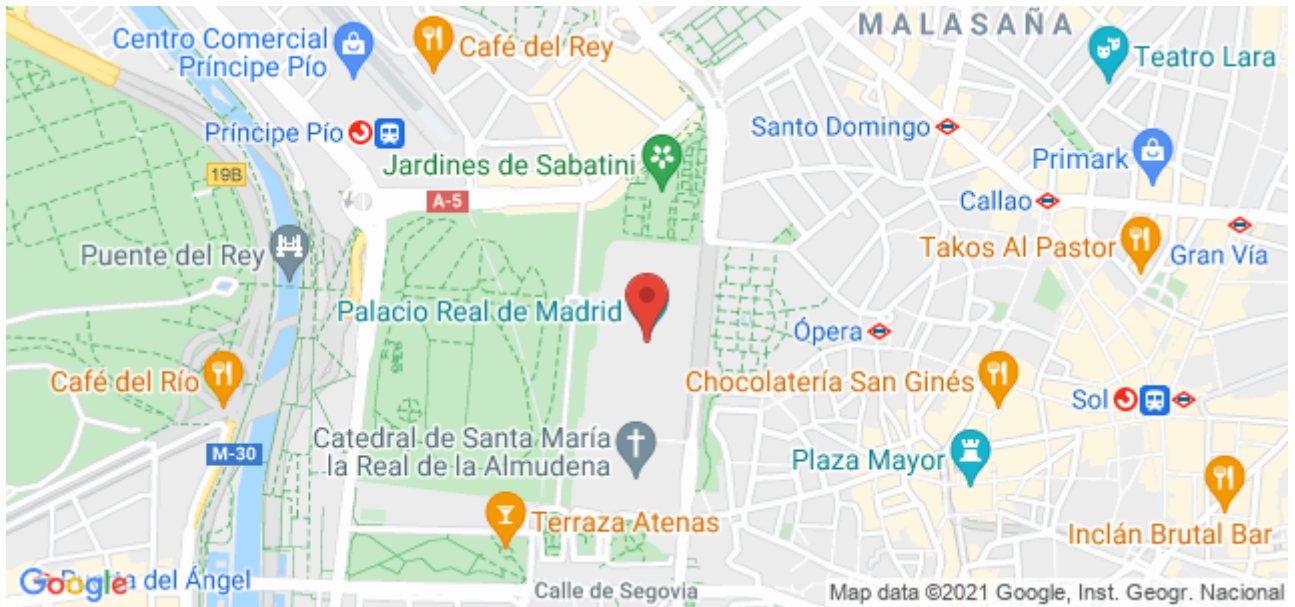 MALASAÑA
Centro Comercial
Príncipe Pío
Café del Rey
Teatro Lara
Príncipe Pío
Santo Domingo
Jardines de Sabatini
Primark
19B
A-5
Callao
Puente del Rey
Takos Al Pastor
Gran Vía
Palacio Real de Madrid
Ópera
Café del Río
Chocolatería San Ginés
Sol
Catedral de Santa María
la Real de la Almudena
M-30
Plaza Mayor
Terraza Atenas
Inclán Brutal Bar
Google
del Ángel
Calle de Segovia
Map data ©2021 Google, Inst. Geogr. Nacional